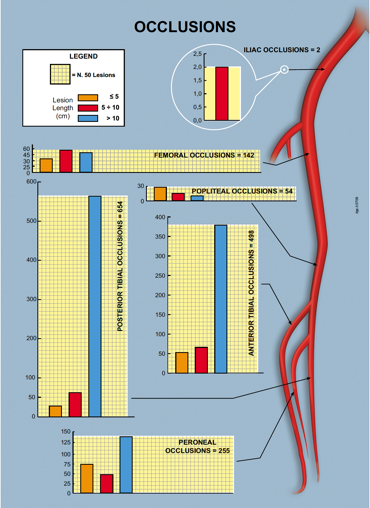 OCCLUSIONS
LEGEND
= N. 50 Lesions
Lesion
Length
(cm)
≤ 5
5 ÷ 10
> 10
ILIAC OCCLUSIONS = 2
2,5
2,0
1,5
1,0
0,5
0,0
FEMORAL OCCLUSIONS = 142
60
45
30
25
0
POPLITEAL OCCLUSIONS = 54
30
0
POSTERIOR TIBIAL OCCLUSIONS = 654
600
500
400
300
200
100
50
0
ANTERIOR TIBIAL OCCLUSIONS = 498
400
350
300
250
200
150
100
50
0
PERONEAL
OCCLUSIONS = 255
150
125
100
75
50
25
0